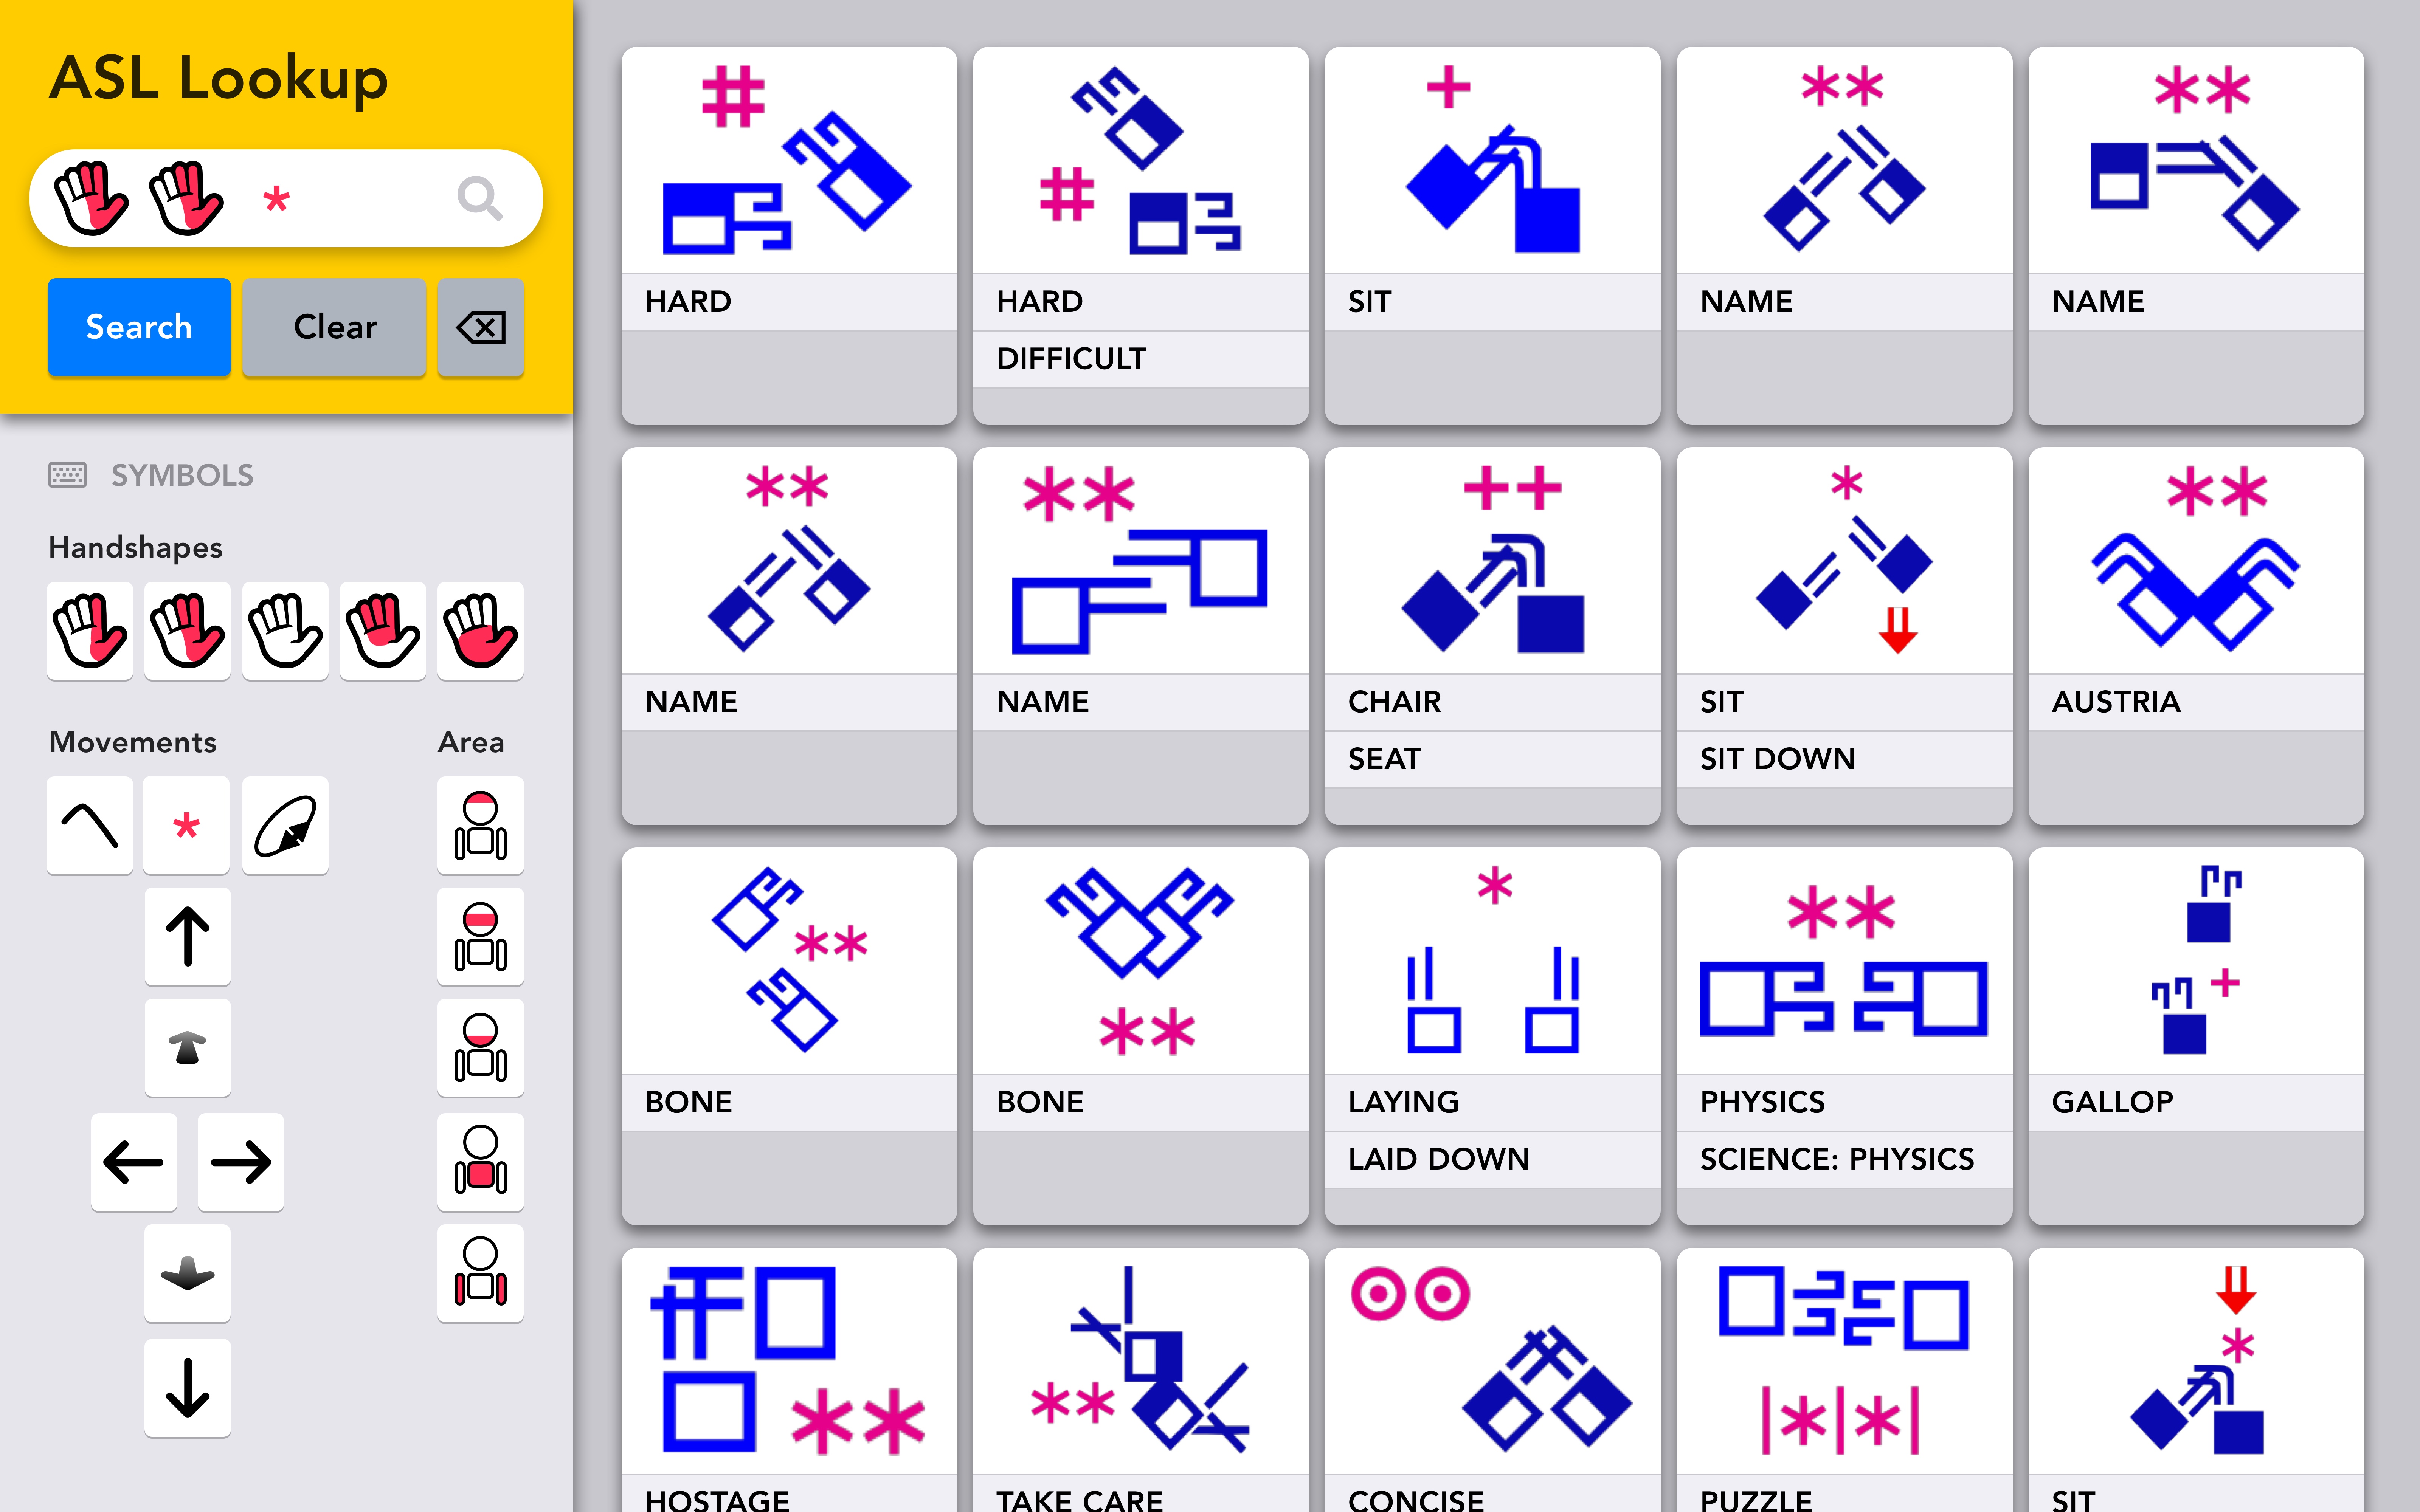 ASL Lookup
*
Search
Clear
SYMBOLS
Handshapes
Movements
Area
*
#
HARD
#
HARD
DIFFICULT
+
SIT
**
NAME
**
NAME
**
NAME
**
NAME
++
CHAIR
SEAT
*
SIT
SIT DOWN
**
AUSTRIA
**
BONE
**
BONE
*
LAYING
LAID DOWN
**
PHYSICS
SCIENCE: PHYSICS
+
GALLOP
**
HOSTAGE
**
TAKE CARE
CONCISE
|*|*|
PUZZLE
*
SIT